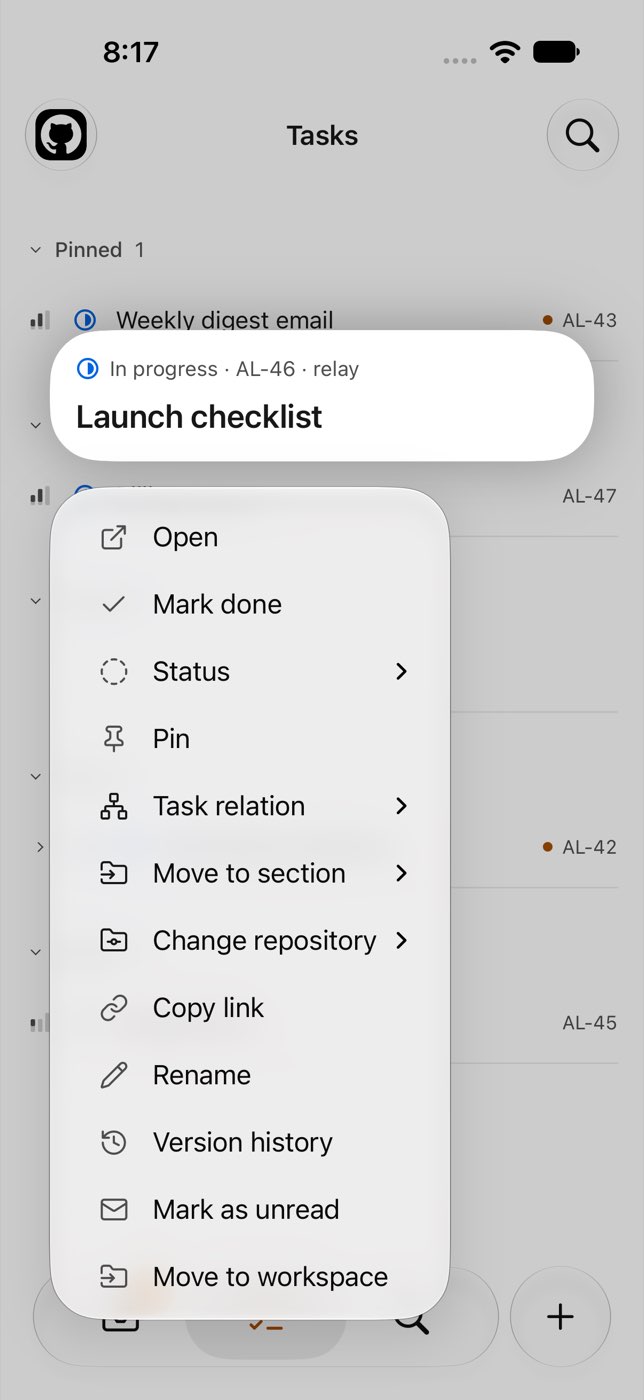 8:17
Tasks
Pinned 1
Weekly digest email
AL-43
In progress · AL-46 · relay
Launch checklist
AL-47
Open
Mark done
Status
Pin
Task relation
AL-42
Move to section
Change repository
Copy link
AL-45
Rename
Version history
Mark as unread
Move to workspace